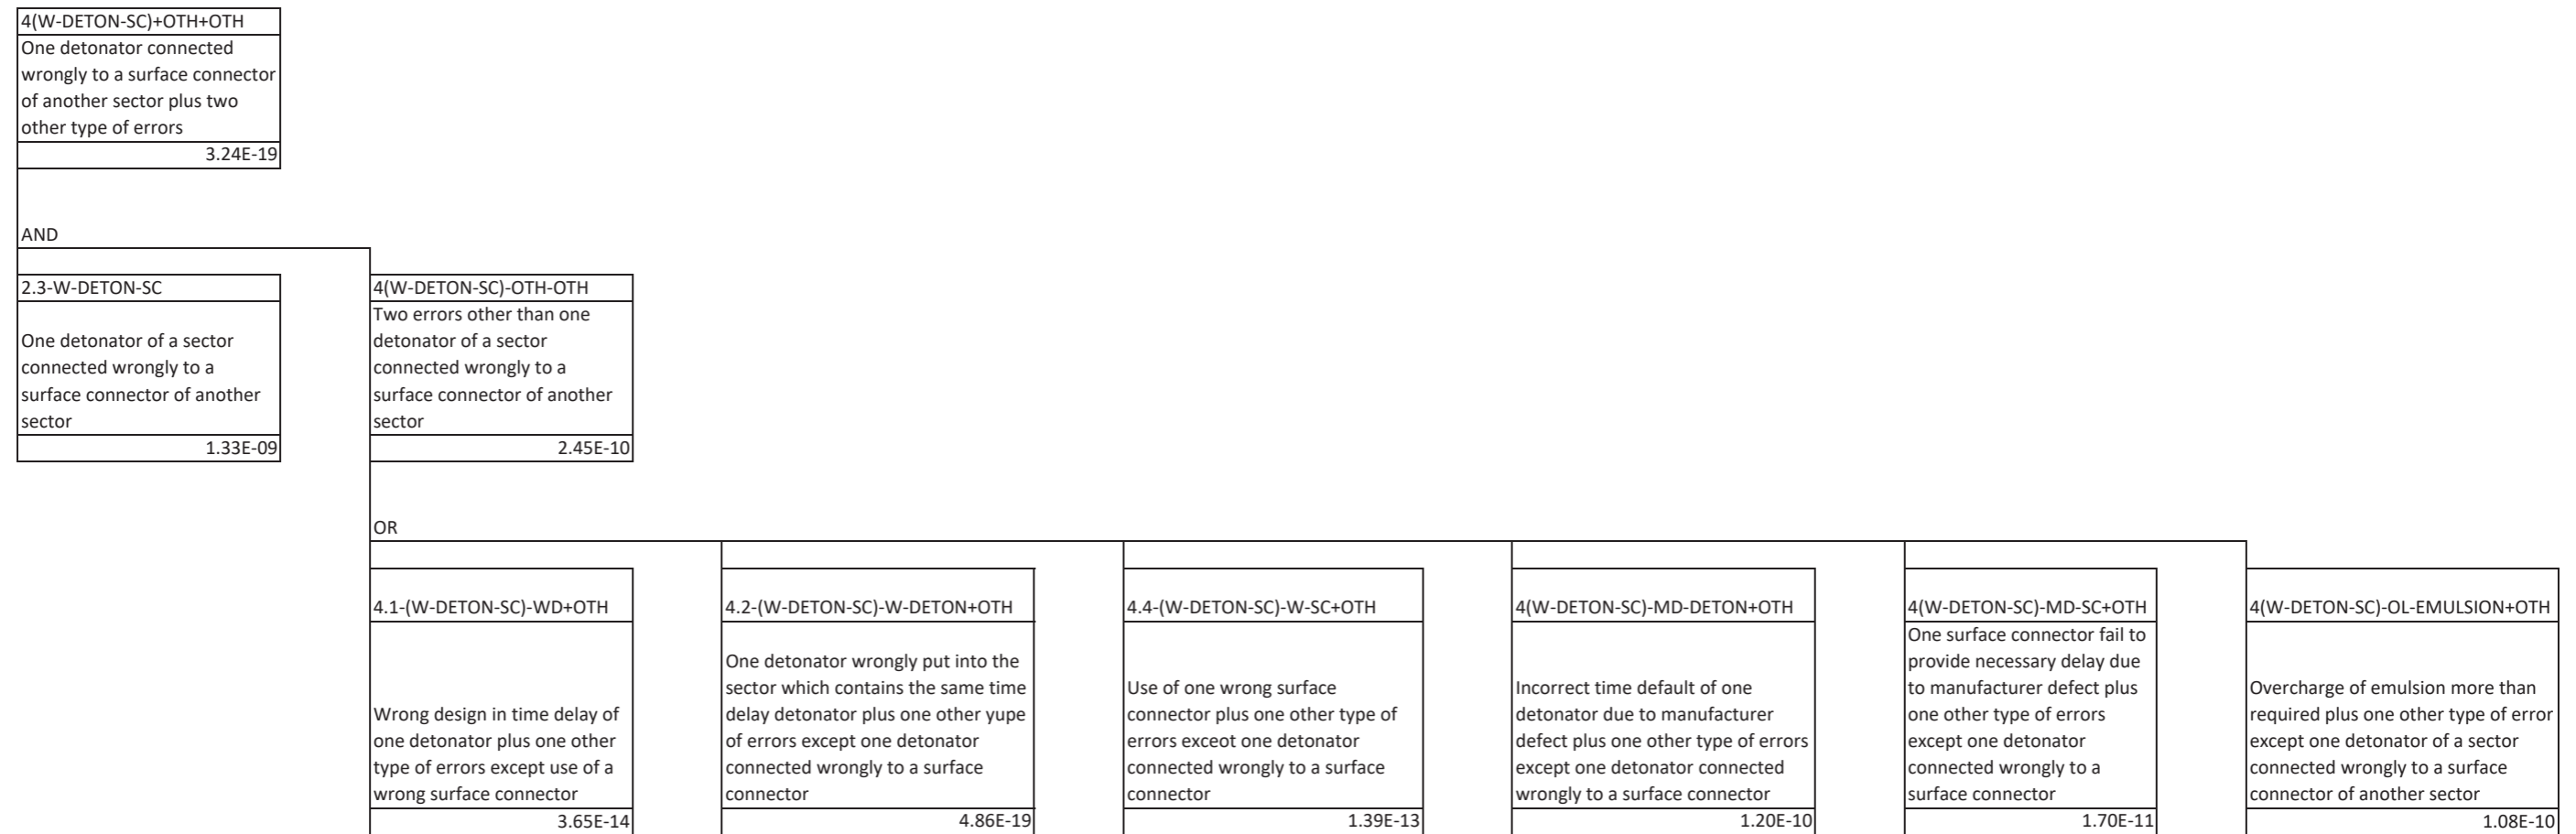 4(W-DETON-SC)+OTH+OTH
One detonator connected
wrongly to a surface connector
of another sector plus two
other type of errors
3.24E-19
AND
2.3-W-DETON-SC
One detonator of a sector
connected wrongly to a
surface connector of another
sector
1.33E-09
4(W-DETON-SC)-OTH-OTH
Two errors other than one
detonator of a sector
connected wrongly to a
surface connector of another
sector
2.45E-10
OR
4.1-(W-DETON-SC)-WD+OTH
Wrong design in time delay of
one detonator plus one other
type of errors except use of a
wrong surface connector
3.65E-14
4.2-(W-DETON-SC)-W-DETON+OTH
One detonator wrongly put into the
sector which contains the same time
delay detonator plus one other yupe
of errors except one detonator
connected wrongly to a surface
connector
4.86E-19
4.4-(W-DETON-SC)-W-SC+OTH
Use of one wrong surface
connector plus one other type of
errors exceot one detonator
connected wrongly to a surface
connector
1.39E-13
4(W-DETON-SC)-MD-DETON+OTH
Incorrect time default of one
detonator due to manufacturer
defect plus one other type of errors
except one detonator connected
wrongly to a surface connector
1.20E-10
4(W-DETON-SC)-MD-SC+OTH
One surface connector fail to
provide necessary delay due
to manufacturer defect plus
one other type of errors
except one detonator
connected wrongly to a
surface connector
1.70E-11
4(W-DETON-SC)-OL-EMULSION+OTH
Overcharge of emulsion more than
required plus one other type of error
except one detonator of a sector
connected wrongly to a surface
connector of another sector
1.08E-10